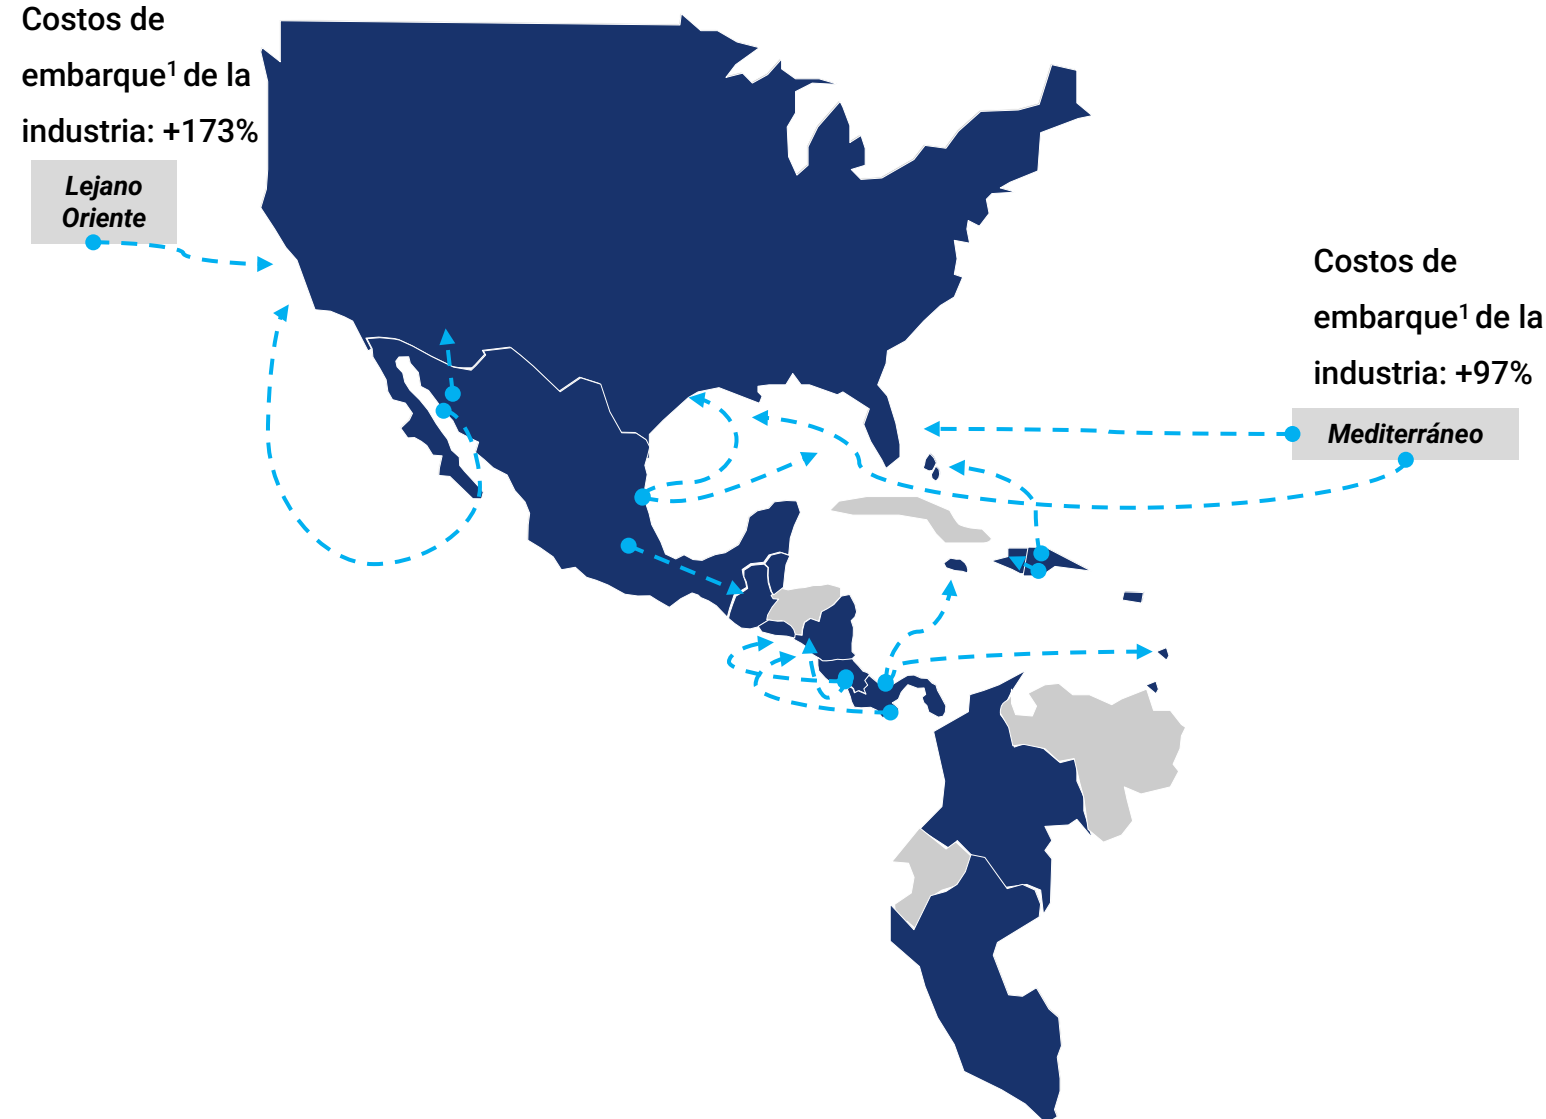 Costos de
embarque¹ de la
industria: +173%
Lejano
Oriente
Costos de
embarque¹ de la
industria: +97%
Mediterráneo